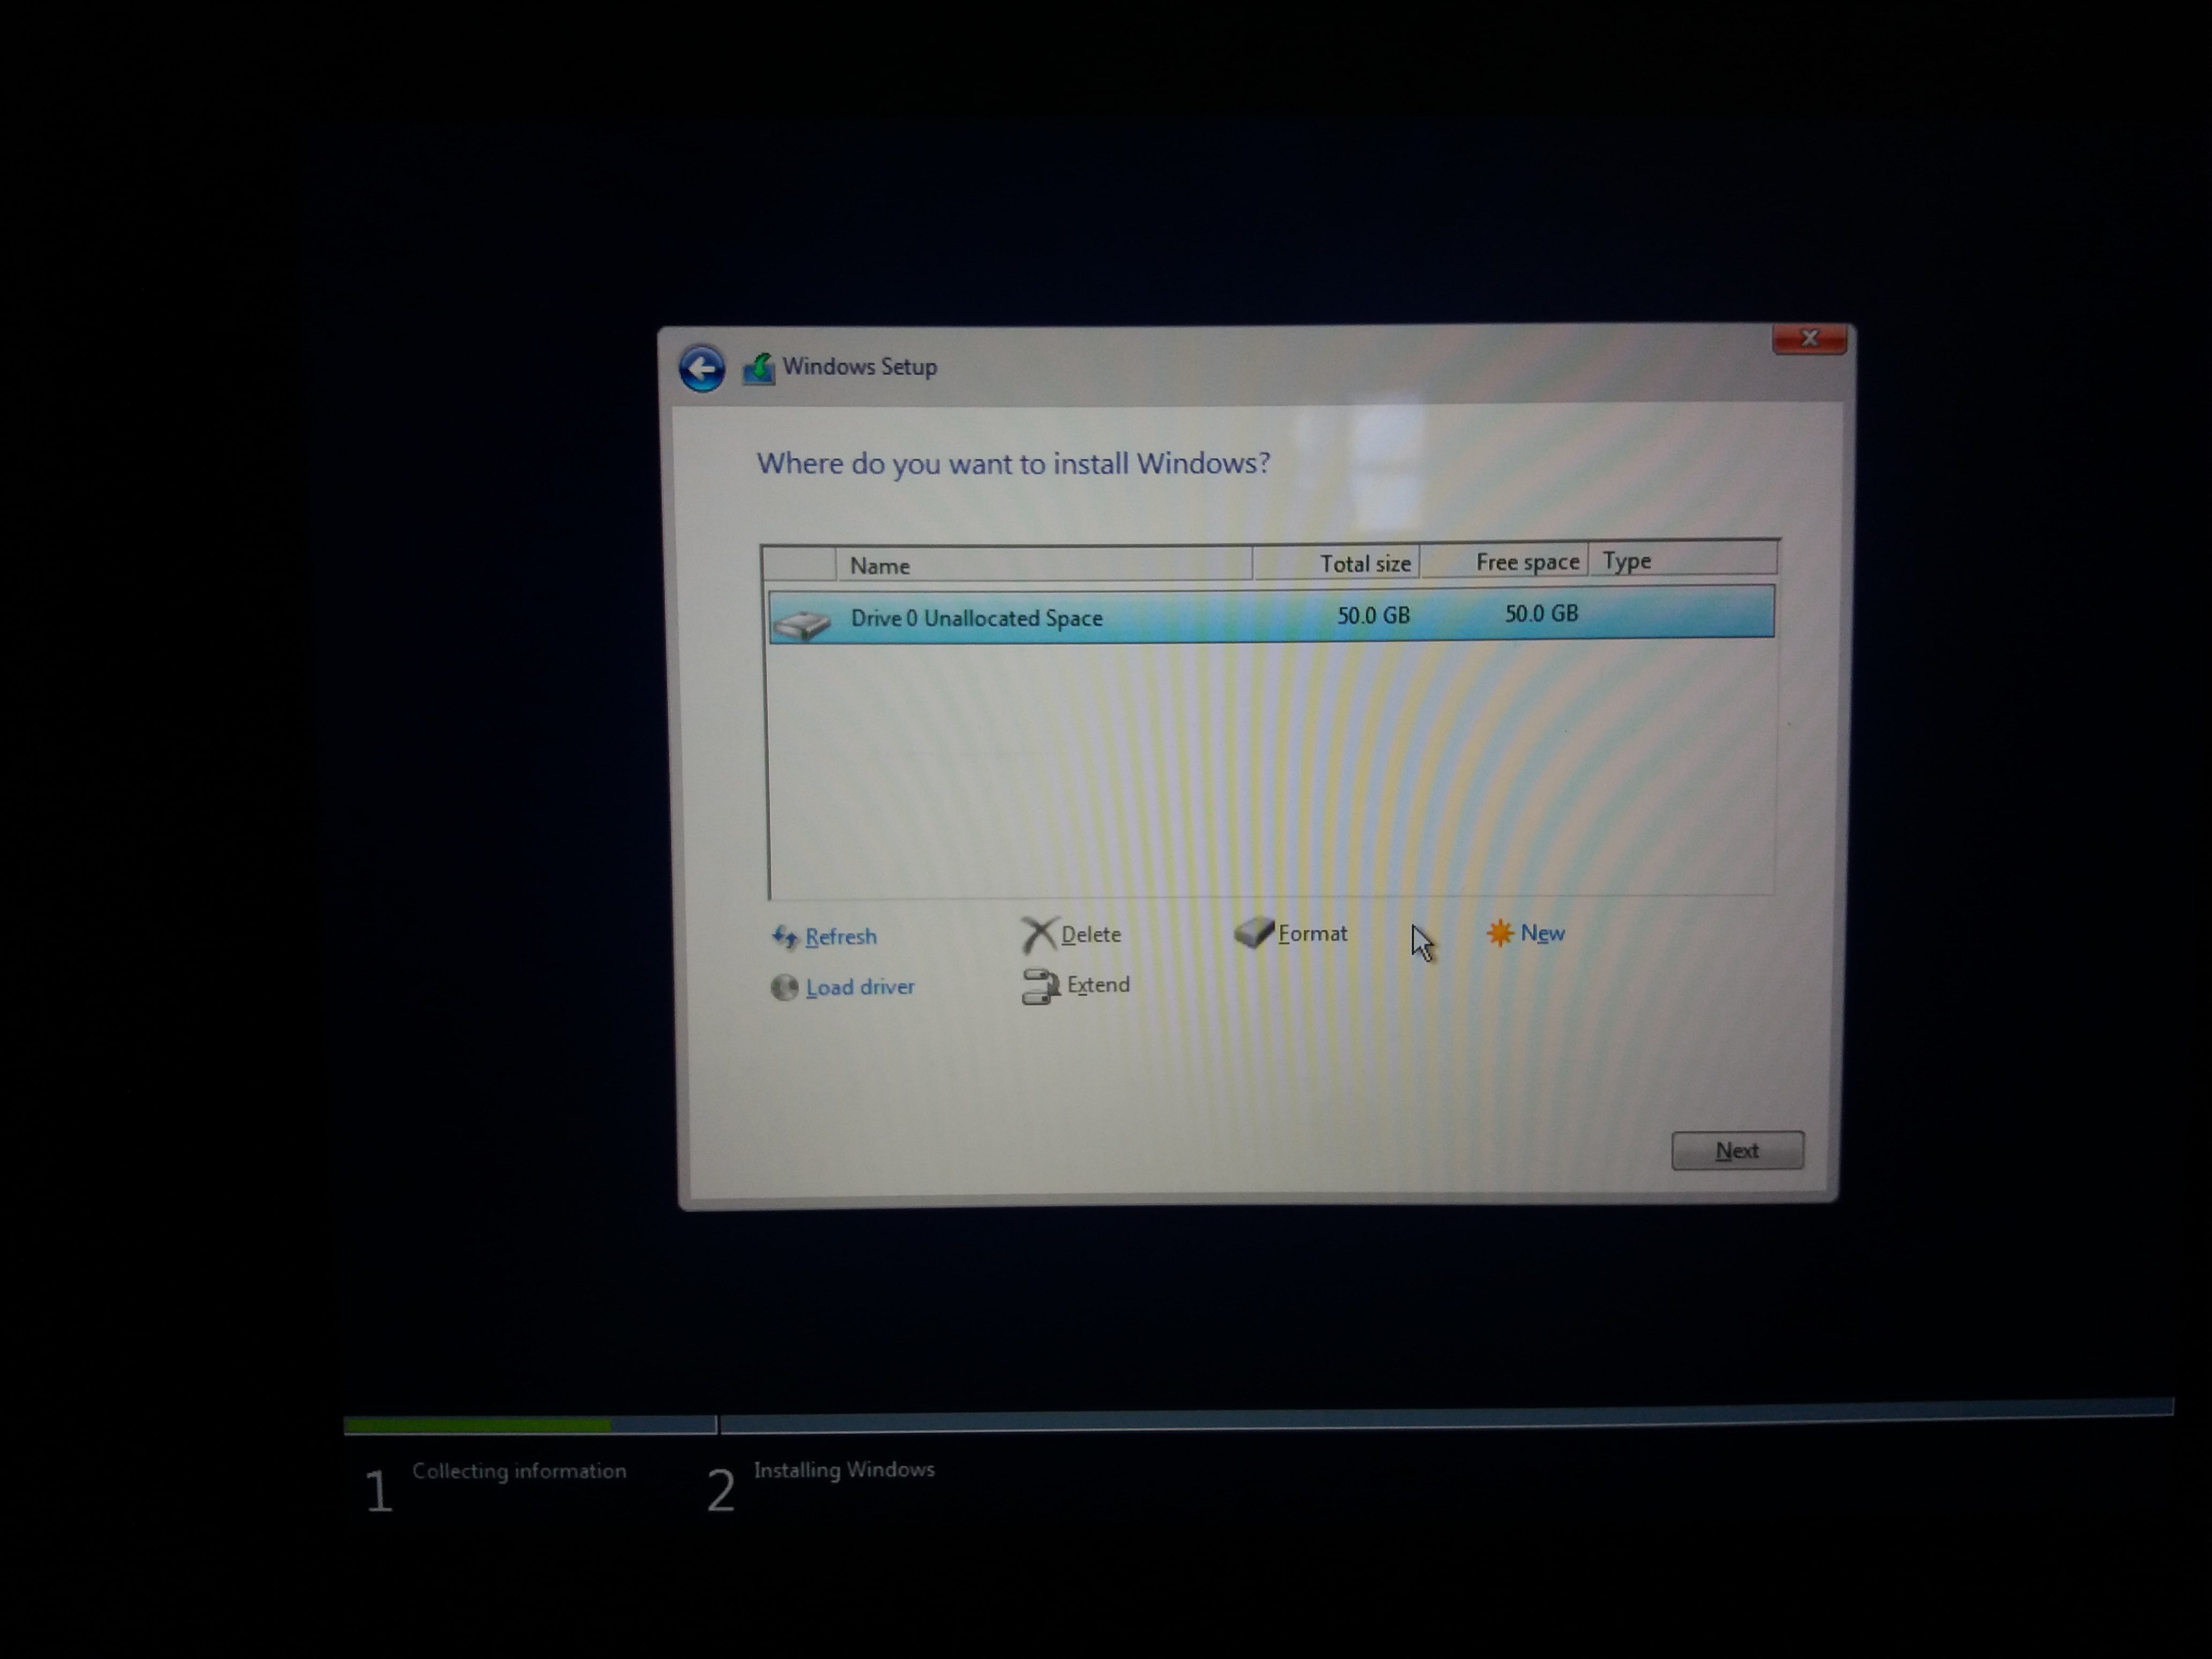 Windows Setup
Where do you want to install Windows?
Name Total size Free space Type
Drive 0 Unallocated Space 50.0 GB 50.0 GB
Refresh Delete Format New
Load driver Extend
Next
1 Collecting information 2 Installing Windows